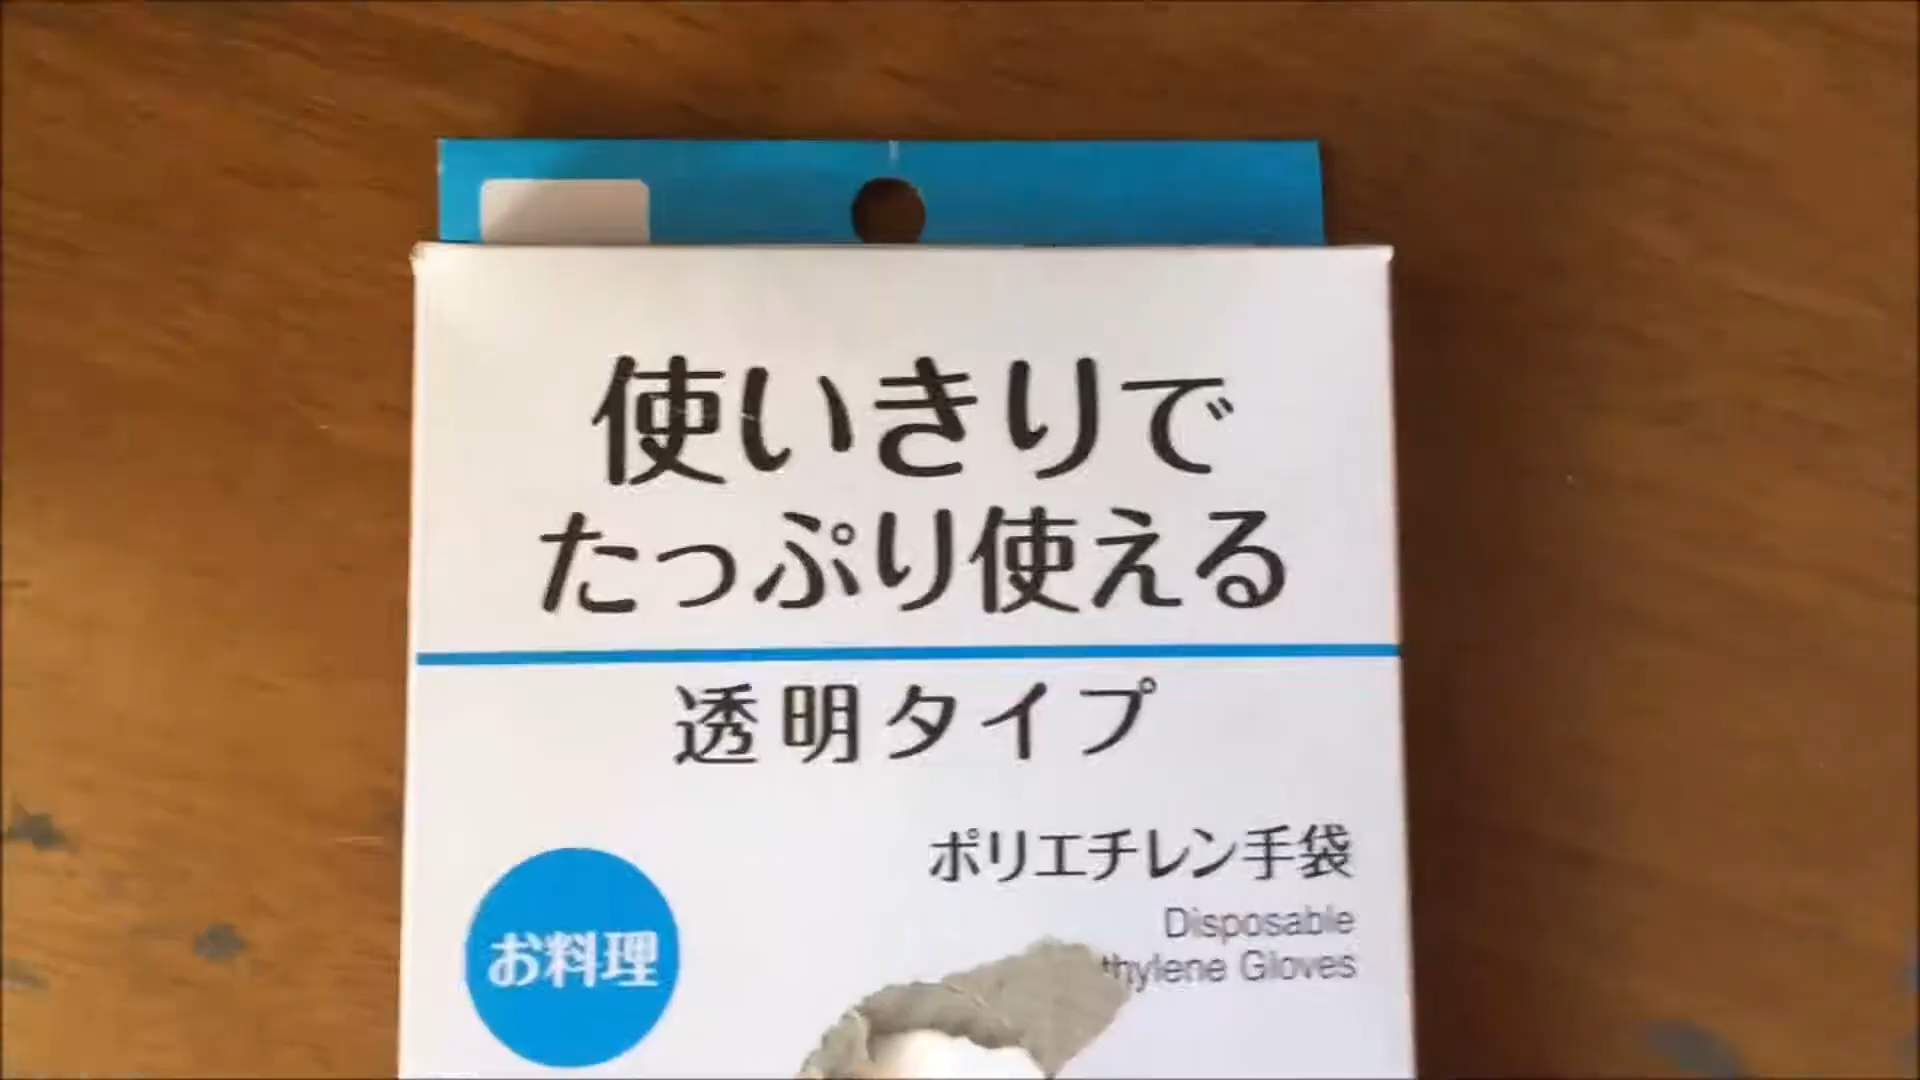 使いきりで
たっぷり使える
透明タイプ
ポリエチレン手袋
Disposable
Gloves
お料理